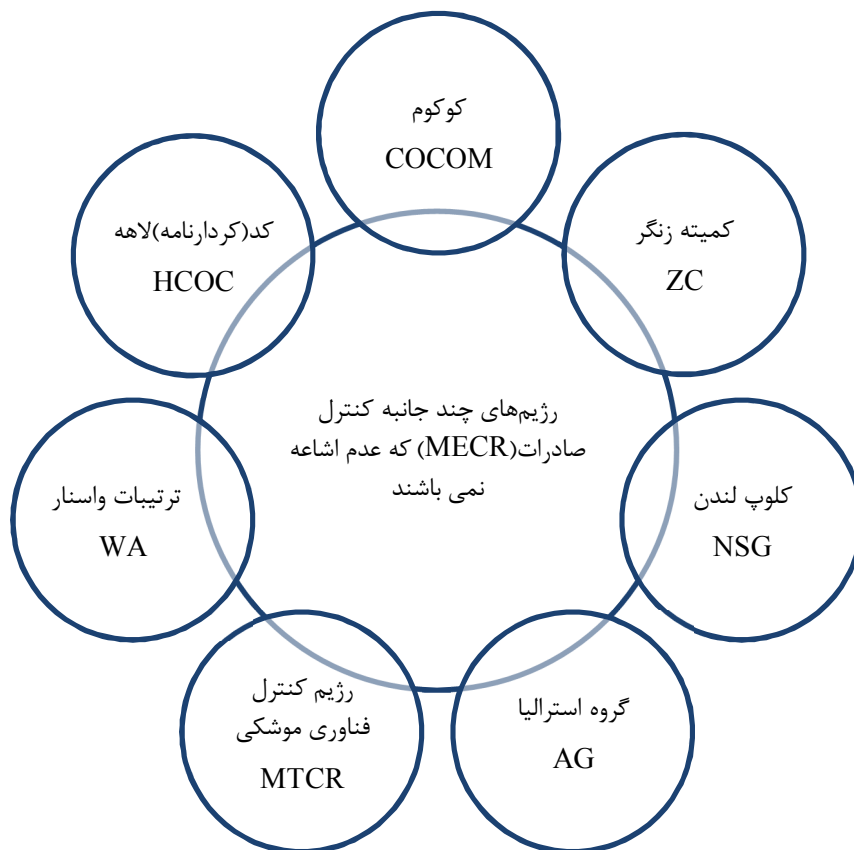 کوکوم
COCOM
کمیته زنگر
ZC
کلوپ لندن
NSG
گروه استرالیا
AG
رژیم کنترل
فناوری موشکی
MTCR
ترتیبات واسنار
WA
کد(کردارنامه)لاهه
HCOC
رژیم‌های چند جانبه کنترل
صادرات(MECR) که عدم اشاعه
نمی باشند